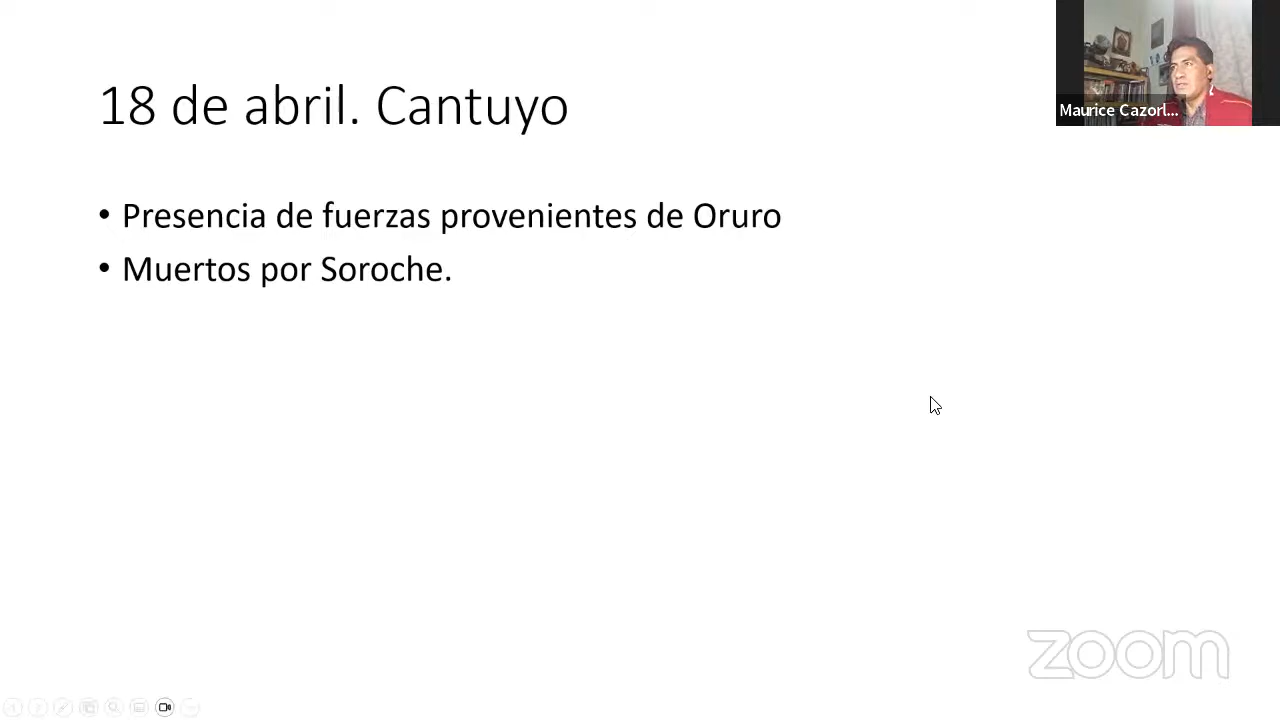 18 de abril. Cantuyo
Maurice Cazorl...
• Presencia de fuerzas provenientes de Oruro
• Muertos por Soroche.
zoom